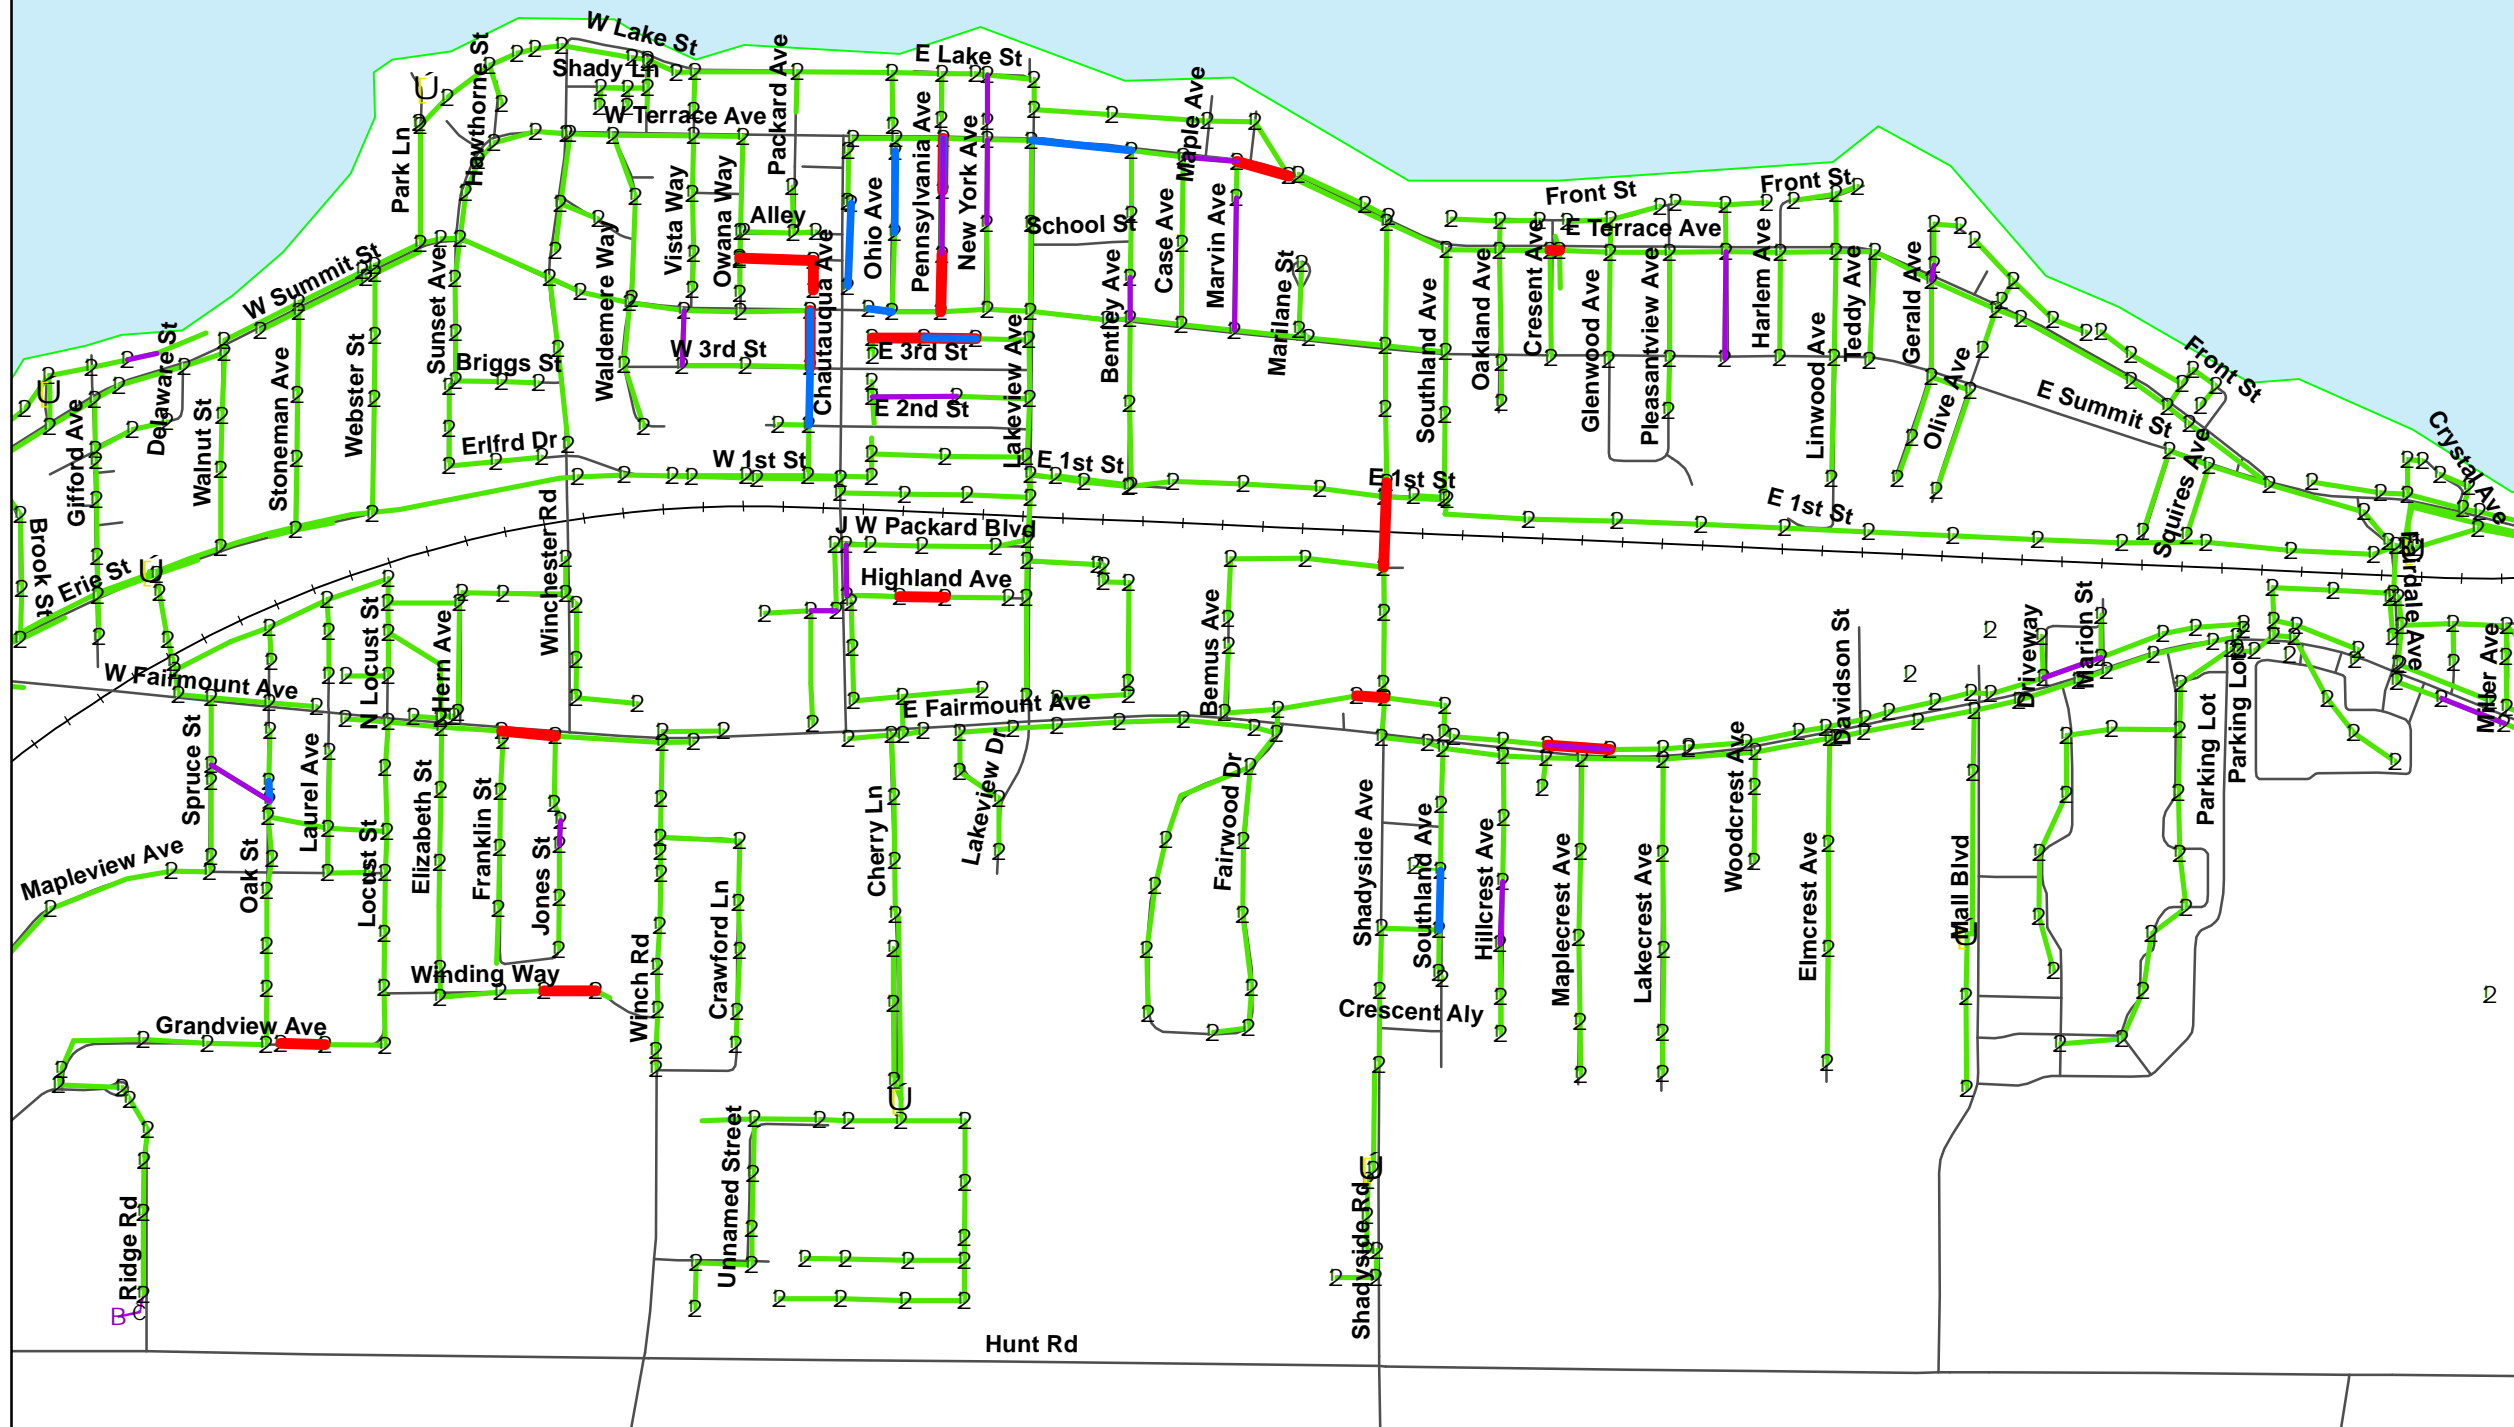 W Lake St
E Lake St
Shady Ln
Hawthorne St
Packard Ave
W Terrace Ave
Maple Ave
Park Ln
Pennsylvania Ave
New York Ave
Vista Way
Owana Way
Alley
Ohio Ave
School St
Case Ave
Marvin Ave
Front St
Front St
E Terrace Ave
W Summit St
Sunset Ave
Waldemere Way
Chautauqua Ave
Bentley Ave
Marilane St
Southland Ave
Oakland Ave
Cresent Ave
Glenwood Ave
Pleasantview Ave
Harlem Ave
Linwood Ave
Teddy Ave
Gerald Ave
Olive Ave
Front St
Delaware St
Briggs St
W 3rd St
E 3rd St
Lakeview Ave
E 2nd St
E Summit St
Gifford Ave
Walnut St
Stoneman Ave
Webster St
Erlfrd Dr
W 1st St
E 1st St
E 1st St
E 1st St
Squires Ave
Crystal Ave
Brook St
Erie St
Winchester Rd
J W Packard Blvd
Highland Ave
Fairdale Ave
W Fairmount Ave
N Locust St
Hern Ave
E Fairmount Ave
Bemus Ave
Davidson St
Driveway
Marion St
Parking Lot
Parking Lot
Miller Ave
Spruce St
Laurel Ave
Elizabeth St
Franklin St
Jones St
Cherry Ln
Lakeview Dr
Fairwood Dr
Shadyside Ave
Southland Ave
Hillcrest Ave
Maplecrest Ave
Lakecrest Ave
Woodcrest Ave
Elmcrest Ave
Mall Blvd
Mapleview Ave
Oak St
Locust St
Winding Way
Winch Rd
Crawford Ln
Grandview Ave
Crescent Aly
Unnamed Street
Ridge Rd
B C
Shadyside Rd
Hunt Rd